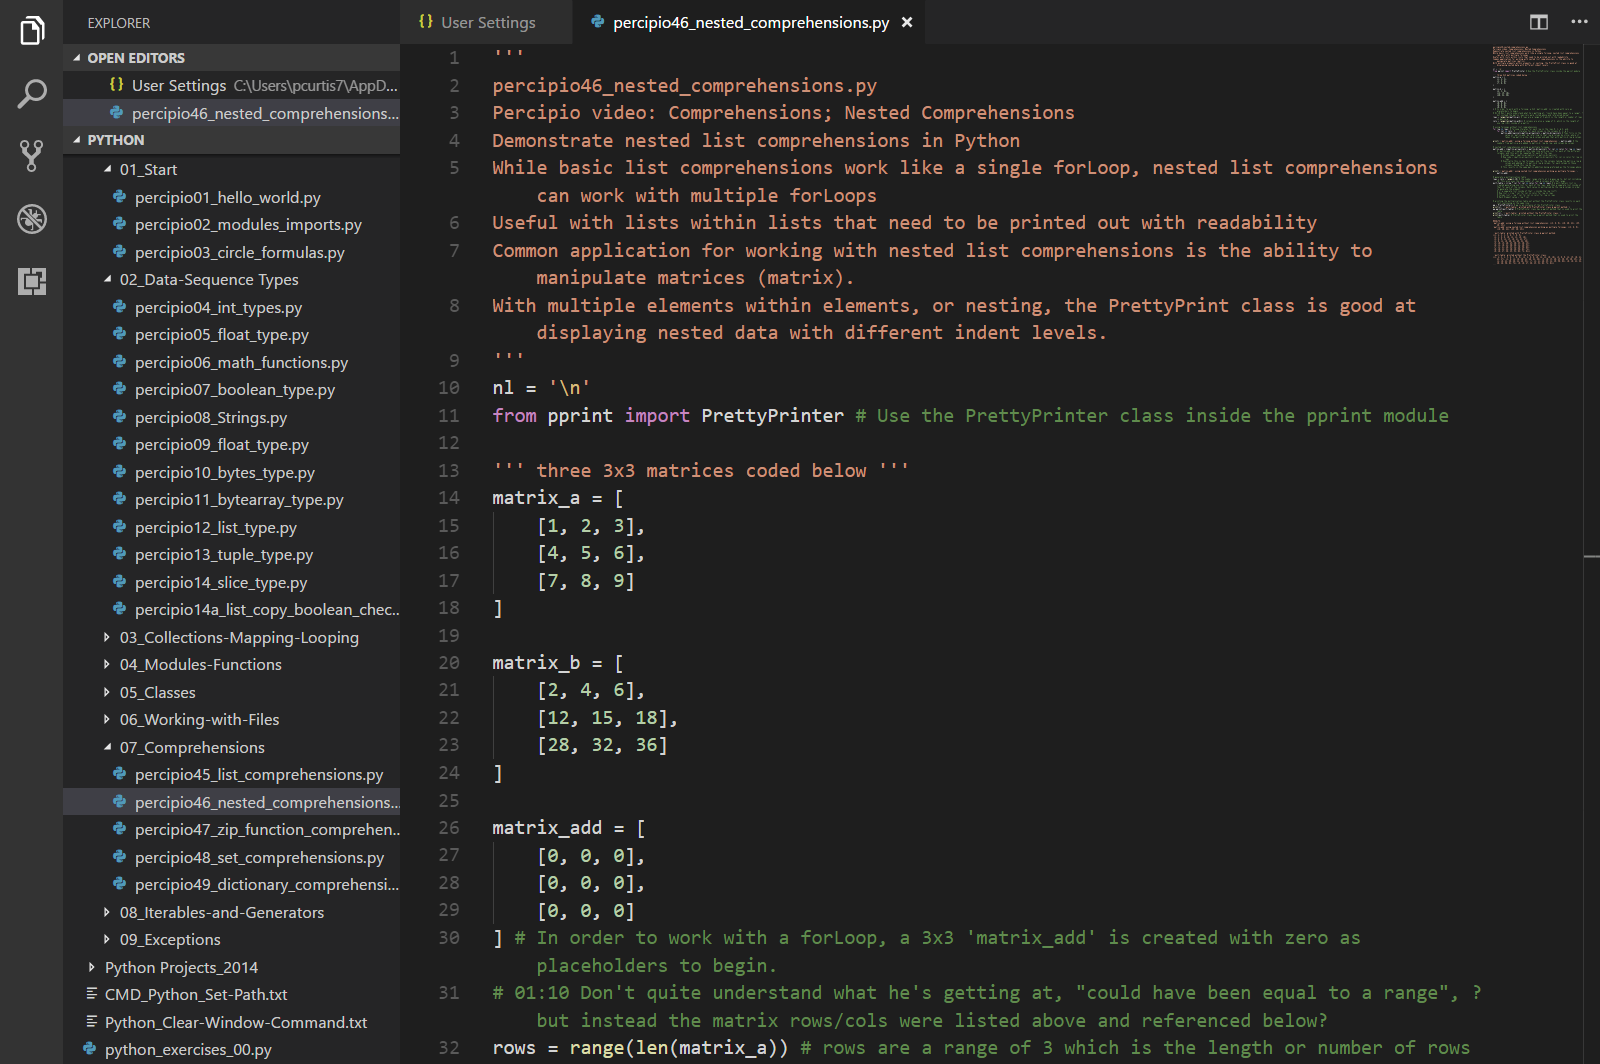 EXPLORER
OPEN EDITORS
{} User Settings C:\Users\pcurtis7\AppD...
percipio46_nested_comprehensions...
PYTHON
01_Start
percipio01_hello_world.py
percipio02_modules_imports.py
percipio03_circle_formulas.py
02_Data-Sequence Types
percipio04_int_types.py
percipio05_float_type.py
percipio06_math_functions.py
percipio07_boolean_type.py
percipio08_Strings.py
percipio09_float_type.py
percipio10_bytes_type.py
percipio11_bytearray_type.py
percipio12_list_type.py
percipio13_tuple_type.py
percipio14_slice_type.py
percipio14a_list_copy_boolean_chec...
03_Collections-Mapping-Looping
04_Modules-Functions
05_Classes
06_Working-with-Files
07_Comprehensions
percipio45_list_comprehensions.py
percipio46_nested_comprehensions...
percipio47_zip_function_comprehen...
percipio48_set_comprehensions.py
percipio49_dictionary_comprehensi...
08_Iterables-and-Generators
09_Exceptions
Python Projects_2014
CMD_Python_Set-Path.txt
Python_Clear-Window-Command.txt
python_exercises_00.py
{} User Settings
percipio46_nested_comprehensions.py ×
1 '''
2 percipio46_nested_comprehensions.py
3 Percipio video: Comprehensions; Nested Comprehensions
4 Demonstrate nested list comprehensions in Python
5 While basic list comprehensions work like a single forLoop, nested list comprehensions
can work with multiple forLoops
6 Useful with lists within lists that need to be printed out with readability
7 Common application for working with nested list comprehensions is the ability to
manipulate matrices (matrix).
8 With multiple elements within elements, or nesting, the PrettyPrint class is good at
displaying nested data with different indent levels.
9 '''
10 nl = '\n'
11 from pprint import PrettyPrinter # Use the PrettyPrinter class inside the pprint module
12
13 ''' three 3x3 matrices coded below '''
14 matrix_a = [
15 [1, 2, 3],
16 [4, 5, 6],
17 [7, 8, 9]
18 ]
19
20 matrix_b = [
21 [2, 4, 6],
22 [12, 15, 18],
23 [28, 32, 36]
24 ]
25
26 matrix_add = [
27 [0, 0, 0],
28 [0, 0, 0],
29 [0, 0, 0]
30 ] # In order to work with a forLoop, a 3x3 'matrix_add' is created with zero as
placeholders to begin.
31 # 01:10 Don't quite understand what he's getting at, "could have been equal to a range", ?
but instead the matrix rows/cols were listed above and referenced below?
32 rows = range(len(matrix_a)) # rows are a range of 3 which is the length or number of rows